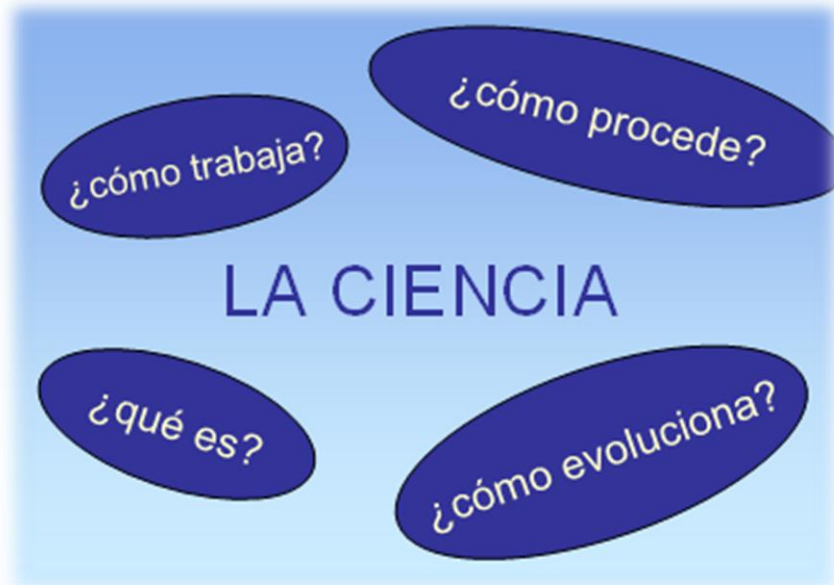 ¿cómo trabaja?
¿cómo procede?
LA CIENCIA
¿qué es?
¿cómo evoluciona?